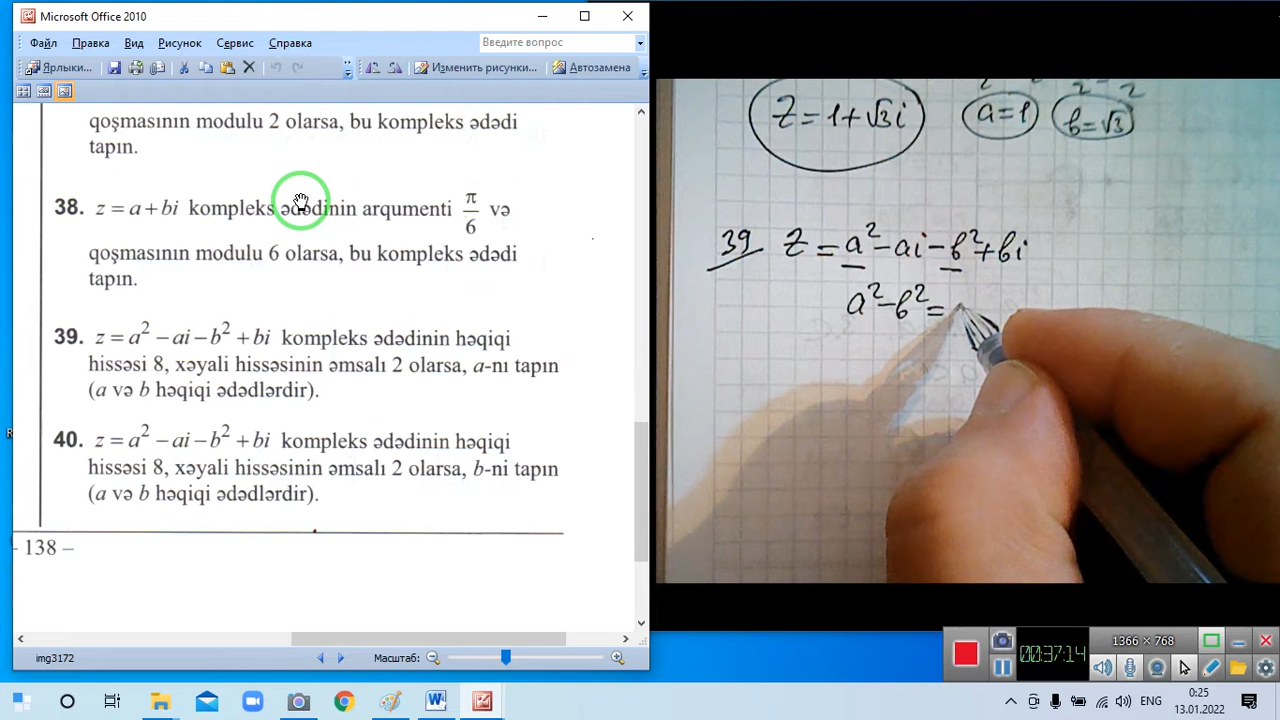 Microsoft Office 2010
Файл Правка Вид Рисунок Сервис Справка
Введите вопрос
Ярлыки...
Изменить рисунки...
Автозамена
qoşmasının modulu 2 olarsa, bu kompleks ədədi
tapın.
38. z = a + bi kompleks ədədinin arqumenti π/6 və
qoşmasının modulu 6 olarsa, bu kompleks ədədi
tapın.
39. z = a² − ai − b² + bi kompleks ədədinin həqiqi
hissəsi 8, xəyali hissəsinin əmsalı 2 olarsa, a-nı tapın
(a və b həqiqi ədədlərdir).
40. z = a² − ai − b² + bi kompleks ədədinin həqiqi
hissəsi 8, xəyali hissəsinin əmsalı 2 olarsa, b-ni tapın
(a və b həqiqi ədədlərdir).
- 138 –
img3172
Масштаб:
z = 1 + √3i a = 1 b = √3
39 z = a² − ai − b² + bi
a² − b² =
1366 × 768
00:37:14
ENG
0:25
13.01.2022